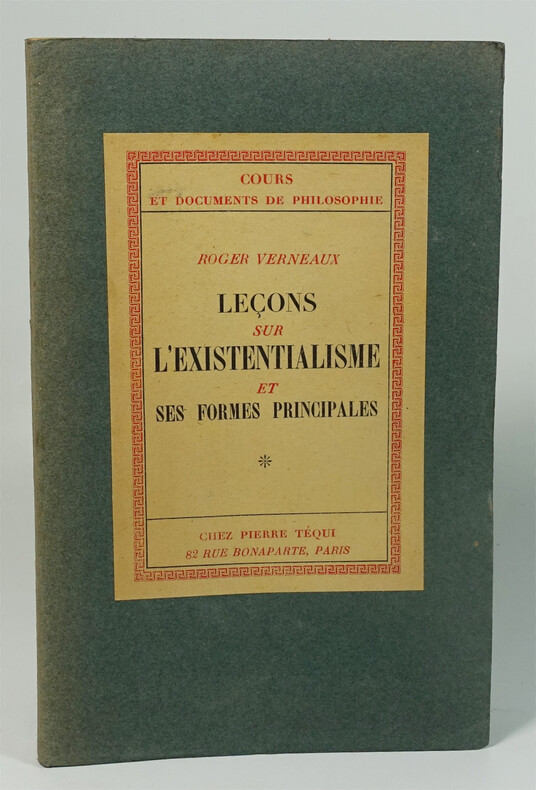 COURS
ET DOCUMENTS DE PHILOSOPHIE
ROGER VERNEAUX
LEÇONS
SUR
L'EXISTENTIALISME
ET
SES FORMES PRINCIPALES
CHEZ PIERRE TÉQUI
82 RUE BONAPARTE, PARIS